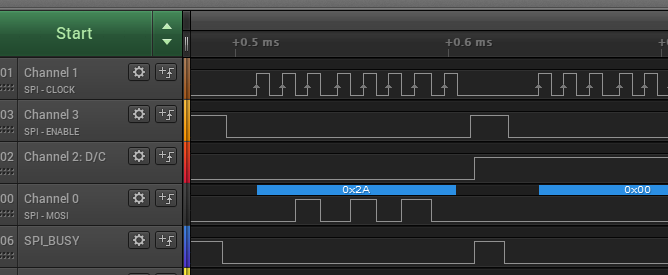 Start
+0.5 ms
+0.6 ms
01 Channel 1
SPI - CLOCK
03 Channel 3
SPI - ENABLE
02 Channel 2: D/C
0x2A
0x00
00 Channel 0
SPI - MOSI
06 SPI_BUSY